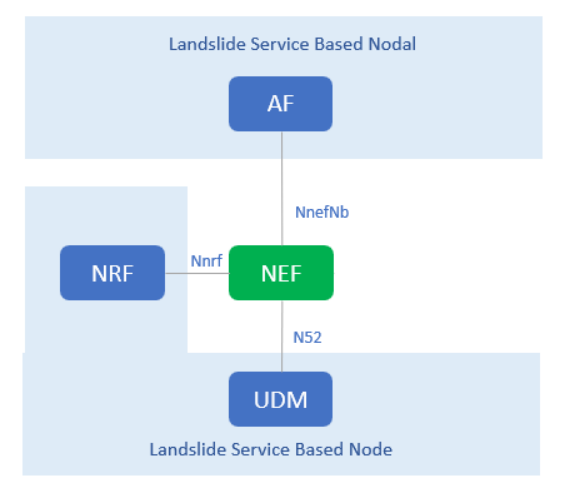 Landslide Service Based Nodal
AF
NnefNb
NRF
Nnrf
NEF
N52
UDM
Landslide Service Based Node